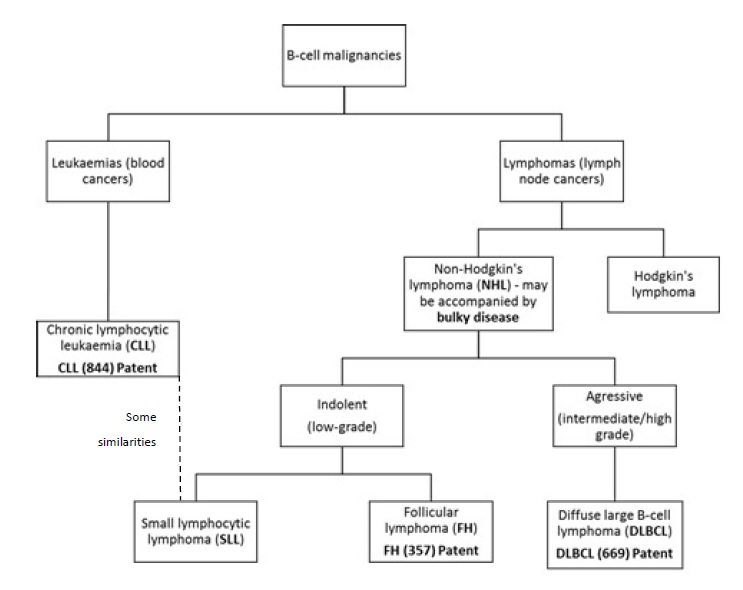 B-cell malignancies
Leukaemias (blood
cancers)
Lymphomas (lymph
node cancers)
Non-Hodgkin's
lymphoma (NHL) - may
be accompanied by
bulky disease
Hodgkin's
lymphoma
Chronic lymphocytic
leukaemia (CLL)
CLL (844) Patent
Some
similarities
Indolent
(low-grade)
Agressive
(intermediate/high
grade)
Small lymphocytic
lymphoma (SLL)
Follicular
lymphoma (FH)
FH (357) Patent
Diffuse large B-cell
lymphoma (DLBCL)
DLBCL (669) Patent